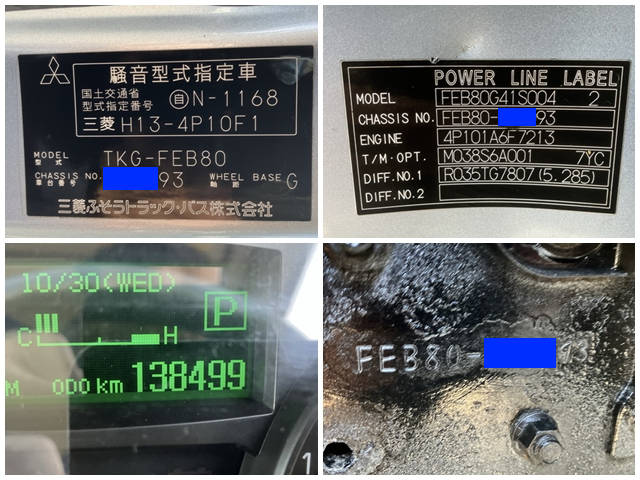 騒音型式指定車
国土交通省
型式指定番号 自N-1168
三菱 H13-4P10F1
MODEL
型式 TKG-FEB80
CHASSIS NO.
車台番号 93 WHEEL BASE
軸距 G
三菱ふそうトラック・バス株式会社
POWER LINE LABEL
MODEL FEB80G41S004 2
CHASSIS NO. FEB80- 93
ENGINE 4P101A6F7213
T/M·OPT. M038S6A001 7YC
DIFF.NO.1 R035TG7807(5.285)
DIFF.NO.2
10/30(WED)
P
C H
M ODO km 138499
1
FEB80- 93